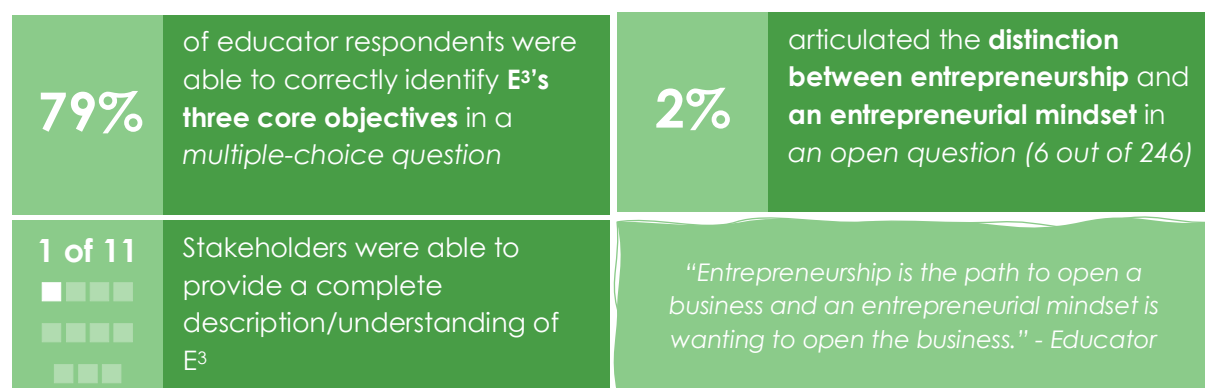 79%
of educator respondents were
able to correctly identify E³'s
three core objectives in a
multiple-choice question
2%
articulated the distinction
between entrepreneurship and
an entrepreneurial mindset in
an open question (6 out of 246)
1 of 11
Stakeholders were able to
provide a complete
description/understanding of
E³
“Entrepreneurship is the path to open a
business and an entrepreneurial mindset is
wanting to open the business.” - Educator